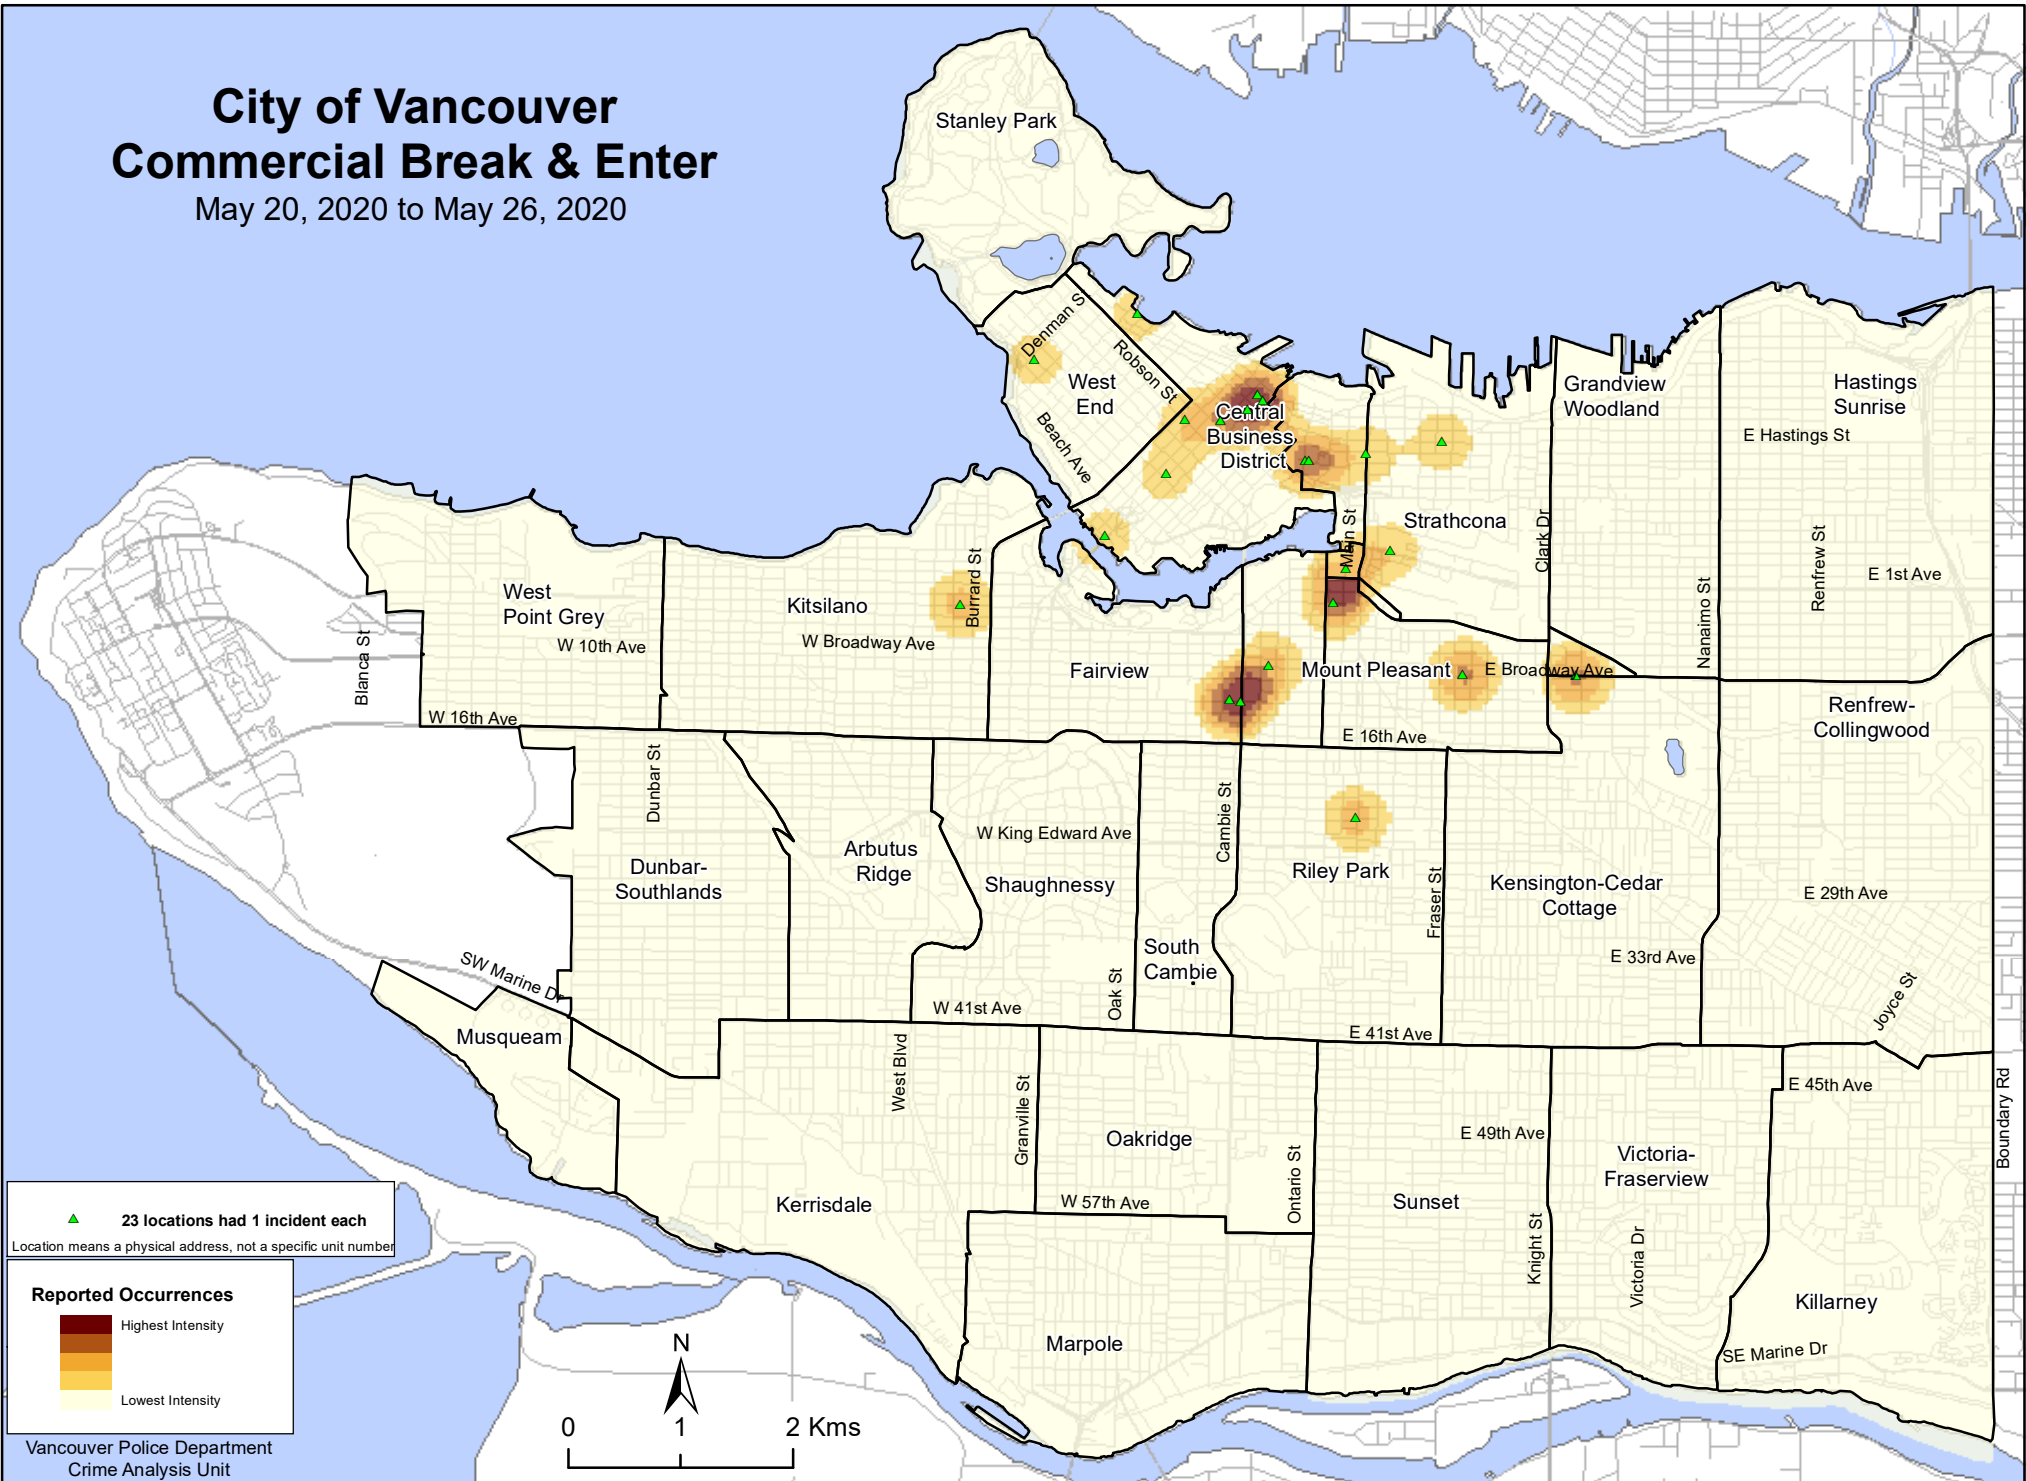 City of Vancouver
Commercial Break & Enter
May 20, 2020 to May 26, 2020
Stanley Park
Denman S
Robson St
West
End
Beach Ave
Central
Business
District
Grandview
Woodland
Hastings
Sunrise
E Hastings St
Strathcona
Main St
Clark Dr
Nanaimo St
Renfrew St
E 1st Ave
West
Point Grey
Kitsilano
Burrard St
W Broadway Ave
W 10th Ave
Blanca St
W 16th Ave
Fairview
Mount Pleasant
E Broadway Ave
E 16th Ave
Renfrew-
Collingwood
Dunbar St
Dunbar-
Southlands
Arbutus
Ridge
W King Edward Ave
Shaughnessy
Cambie St
Riley Park
Fraser St
Kensington-Cedar
Cottage
E 29th Ave
E 33rd Ave
South
Cambie
Oak St
SW Marine Dr
W 41st Ave
E 41st Ave
Joyce St
Musqueam
West Blvd
Granville St
Oakridge
E 45th Ave
Boundary Rd
E 49th Ave
Victoria-
Fraserview
Kerrisdale
W 57th Ave
Ontario St
Sunset
Knight St
Victoria Dr
Killarney
Marpole
SE Marine Dr
23 locations had 1 incident each
Location means a physical address, not a specific unit number
Reported Occurrences
Highest Intensity
Lowest Intensity
Vancouver Police Department
Crime Analysis Unit
N
0 1 2 Kms